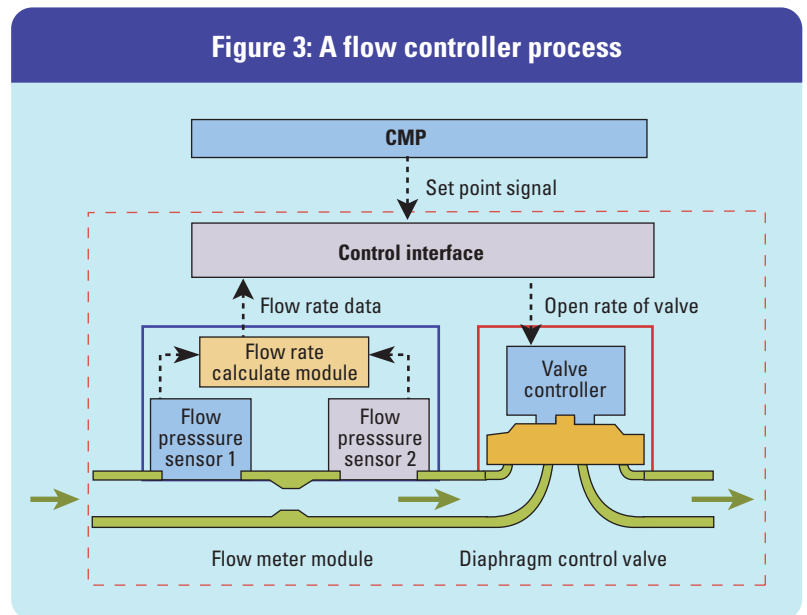 Figure 3: A flow controller process
CMP
Set point signal
Control interface
Flow rate data
Open rate of valve
Flow rate
calculate module
Valve
controller
Flow
presssure
sensor 1
Flow
presssure
sensor 2
Flow meter module
Diaphragm control valve